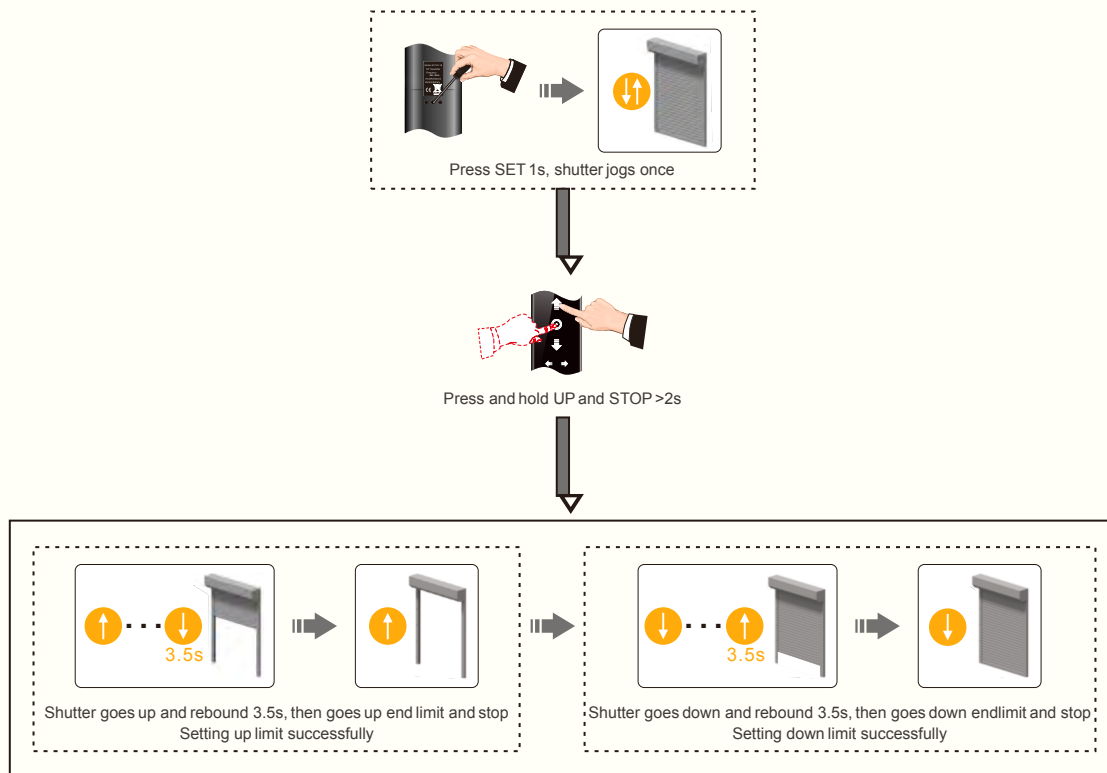 Press SET 1s, shutter jogs once
Press and hold UP and STOP >2s
3.5s
3.5s
Shutter goes up and rebound 3.5s, then goes up end limit and stop
Setting up limit successfully
Shutter goes down and rebound 3.5s, then goes down endlimit and stop
Setting down limit successfully